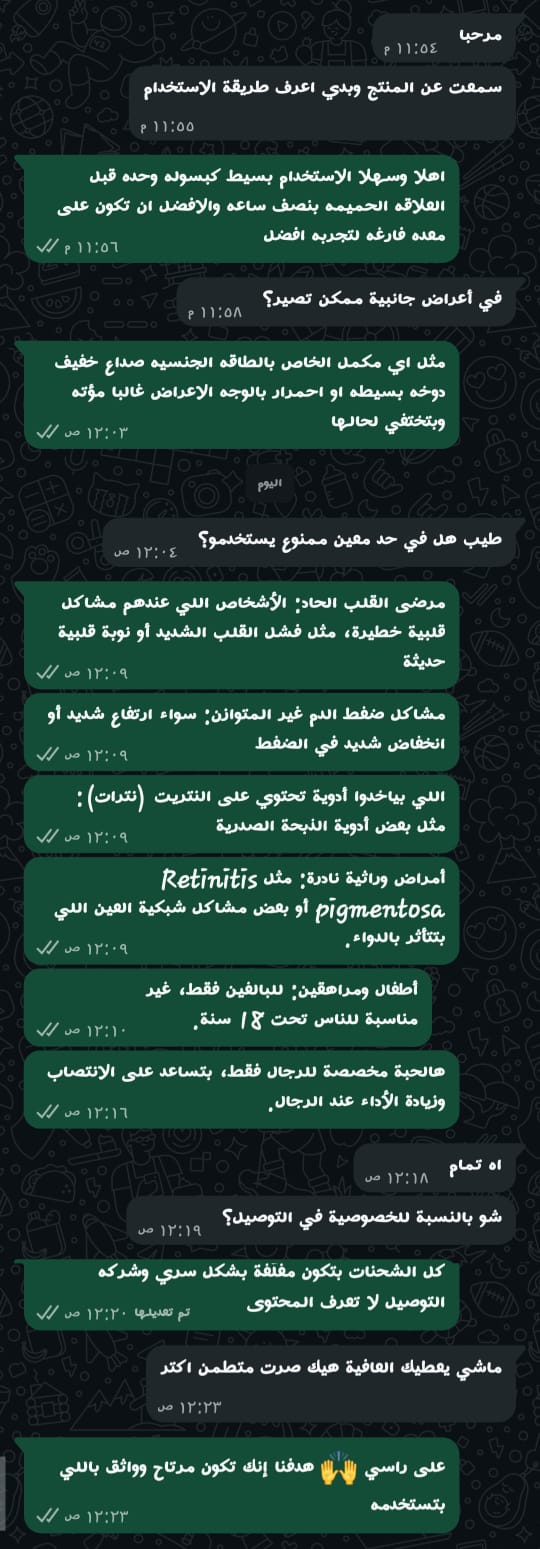 مرحبا
١١:٥٤ م
سمعت عن المنتج وبدي اعرف طريقة الاستخدام
١١:٥٥ م
اهلا وسهلا الاستخدام بسيط كبسوله وحده قبل
العلاقه الحميمه بنصف ساعه والافضل ان تكون على
معده فارغه لتجربه افضل
١١:٥٦ م
في أعراض جانبية ممكن تصير؟
١١:٥٨ م
مثل اي مكمل الخاص بالطاقه الجنسيه صداع خفيف
دوخه بسيطه او احمرار بالوجه الاعراض غالبا مؤته
وبتختفي لحالها
١٢:٠٣ ص
اليوم
طيب هل في حد معين ممنوع يستخدمو؟
١٢:٠٤ ص
مرضى القلب الحاد: الأشخاص اللي عندهم مشاكل
قلبية خطيرة، مثل فشل القلب الشديد أو نوبة قلبية
حديثة
١٢:٠٩ ص
مشاكل ضغط الدم غير المتوازن: سواء ارتفاع شديد أو
انخفاض شديد في الضغط
١٢:٠٩ ص
اللي بياخدوا أدوية تحتوي على النتريت (نترات):
مثل بعض أدوية الذبحة الصدرية
١٢:٠٩ ص
أمراض وراثية نادرة: مثل Retinitis
pigmentosa أو بعض مشاكل شبكية العين اللي
بتتأثر بالدواء.
١٢:٠٩ ص
أطفال ومراهقين: للبالغين فقط، غير
مناسبة للناس تحت 18 سنة.
١٢:١٠ ص
هالحبة مخصصة للرجال فقط، بتساعد على الانتصاب
وزيادة الأداء عند الرجال.
١٢:١٦ ص
اه تمام
١٢:١٨ ص
شو بالنسبة للخصوصية في التوصيل؟
١٢:١٩ ص
كل الشحنات بتكون مغلفة بشكل سري وشركه
التوصيل لا تعرف المحتوى
تم تعديلها ١٢:٢٠ ص
ماشي يعطيك العافية هيك صرت متطمن اكتر
١٢:٢٣ ص
على راسي 🙌 هدفنا إنك تكون مرتاح وواثق باللي
بتستخدمه
١٢:٢٣ ص